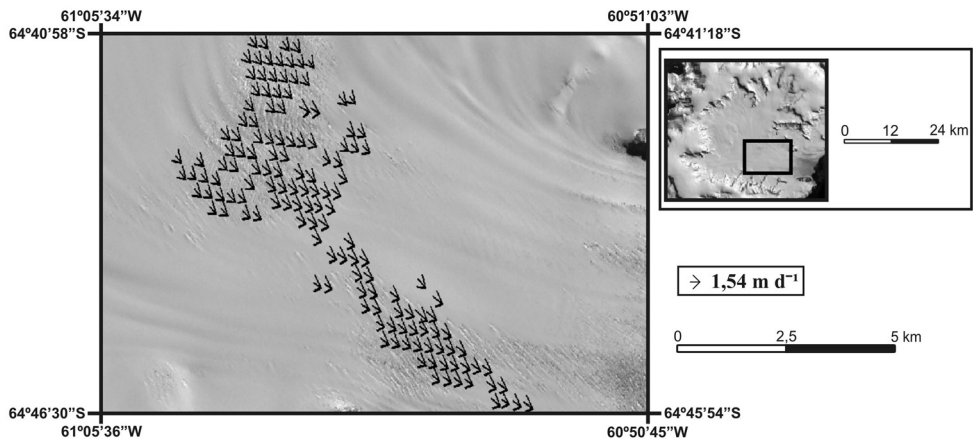 61º05’34”W
60º51’03”W
64º40’58”S
64º41’18”S
0 12 24 km
1,54 m d⁻¹
0 2,5 5 km
64º46’30”S
64º45’54”S
61º05’36”W
60º50’45”W